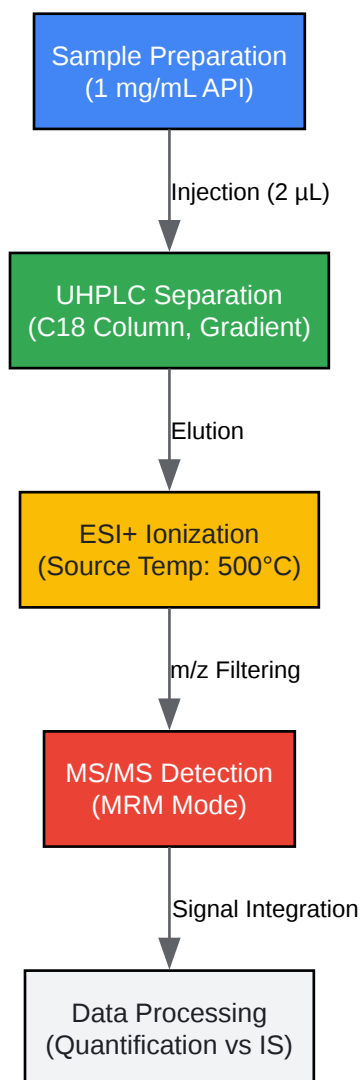 Sample Preparation
(1 mg/mL API)
Injection (2 µL)
UHPLC Separation
(C18 Column, Gradient)
Elution
ESI+ Ionization
(Source Temp: 500°C)
m/z Filtering
MS/MS Detection
(MRM Mode)
Signal Integration
Data Processing
(Quantification vs IS)